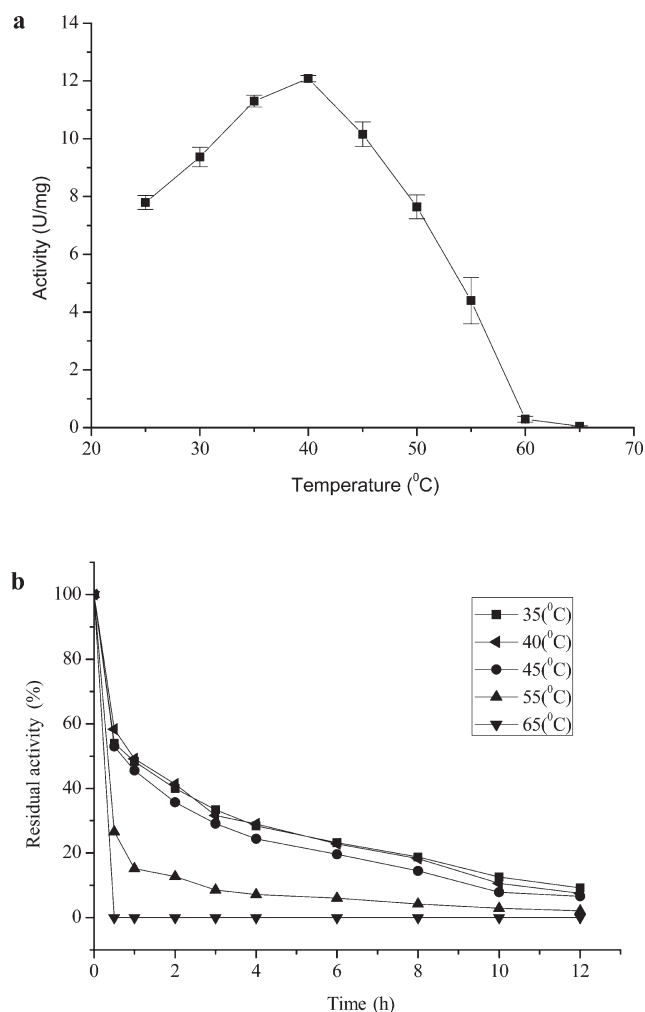 a
14
12
10
8
6
4
2
0
20 30 40 50 60 70
Activity (U/mg)
Temperature (⁰C)
b
100
80
60
40
20
0
0 2 4 6 8 10 12
Residual activity (%)
Time (h)
35(⁰C)
40(⁰C)
45(⁰C)
55(⁰C)
65(⁰C)